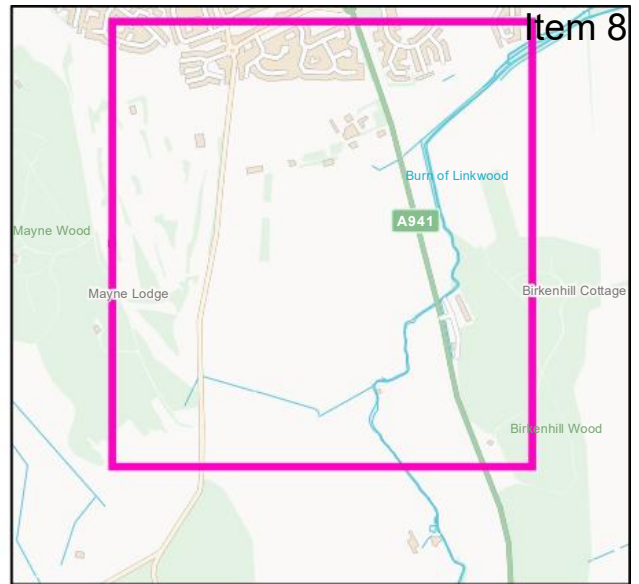 Item 8
Burn of Linkwood
A941
Mayne Wood
Mayne Lodge
Birkenhill Cottage
Birkenhill Wood